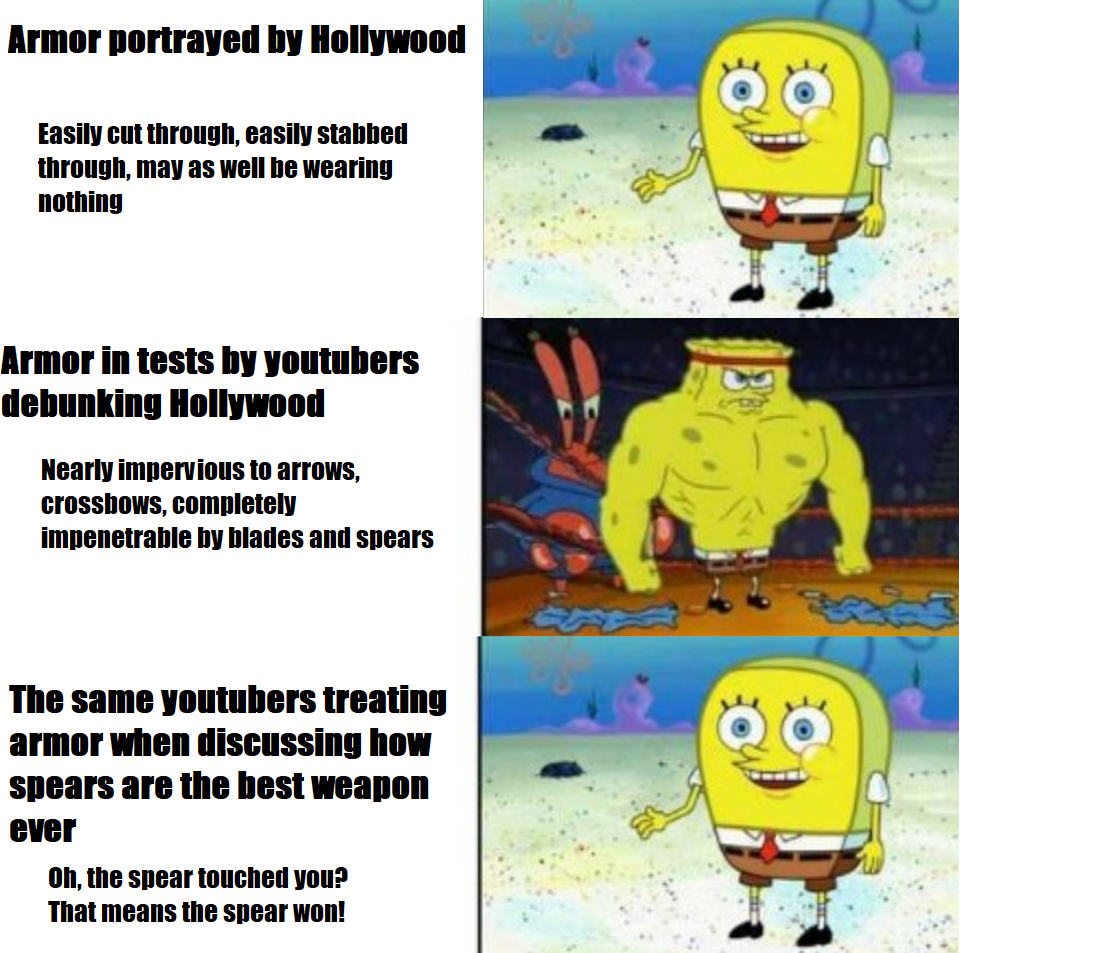 Armor portrayed by Hollywood
Easily cut through, easily stabbed
through, may as well be wearing
nothing
Armor in tests by youtubers
debunking Hollywood
Nearly impervious to arrows,
crossbows, completely
impenetrable by blades and spears
The same youtubers treating
armor when discussing how
spears are the best weapon
ever
Oh, the spear touched you?
That means the spear won!